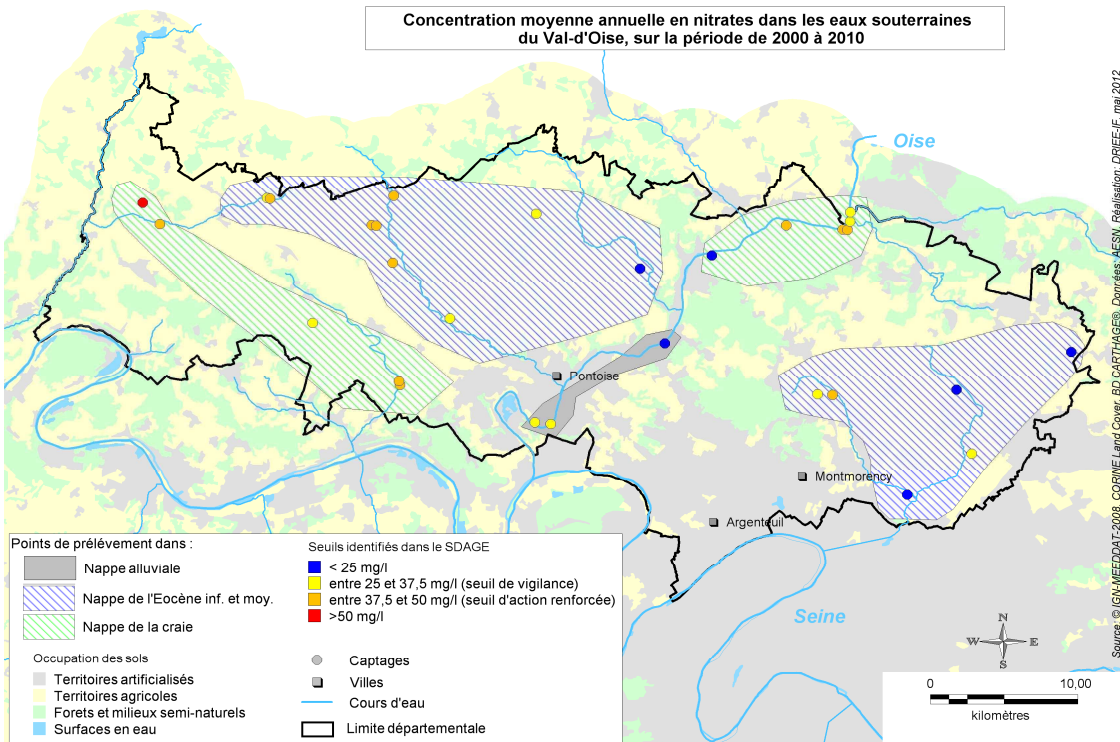 Concentration moyenne annuelle en nitrates dans les eaux souterraines
du Val-d'Oise, sur la période de 2000 à 2010
Oise
Pontoise
Montmorency
Argenteuil
Seine
Points de prélévement dans :
Nappe alluviale
Nappe de l'Eocène inf. et moy.
Nappe de la craie
Seuils identifiés dans le SDAGE
< 25 mg/l
entre 25 et 37,5 mg/l (seuil de vigilance)
entre 37,5 et 50 mg/l (seuil d'action renforcée)
>50 mg/l
Occupation des sols
Territoires artificialisés
Territoires agricoles
Forets et milieux semi-naturels
Surfaces en eau
Captages
Villes
Cours d'eau
Limite départementale
N
W E
S
0 10,00
kilomètres
Source: © IGN-MEEDDAT-2008, CORINE Land Cover, BD CARTHAGE®, Données: AESN, Réalisation: DRIEE-IF, mai 2012